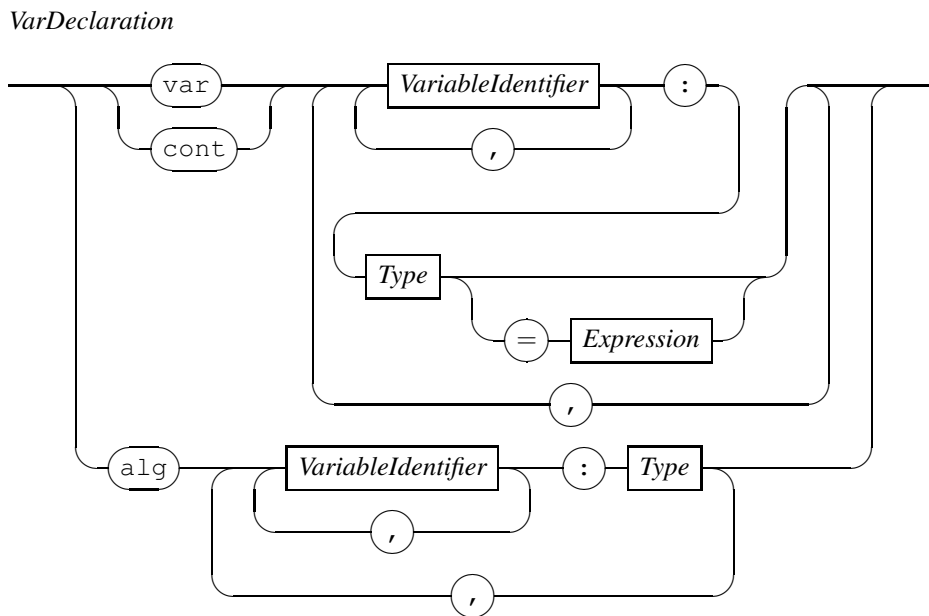 VarDeclaration
var VariableIdentifier :
cont ,
Type
= Expression
,
alg VariableIdentifier : Type
,
,